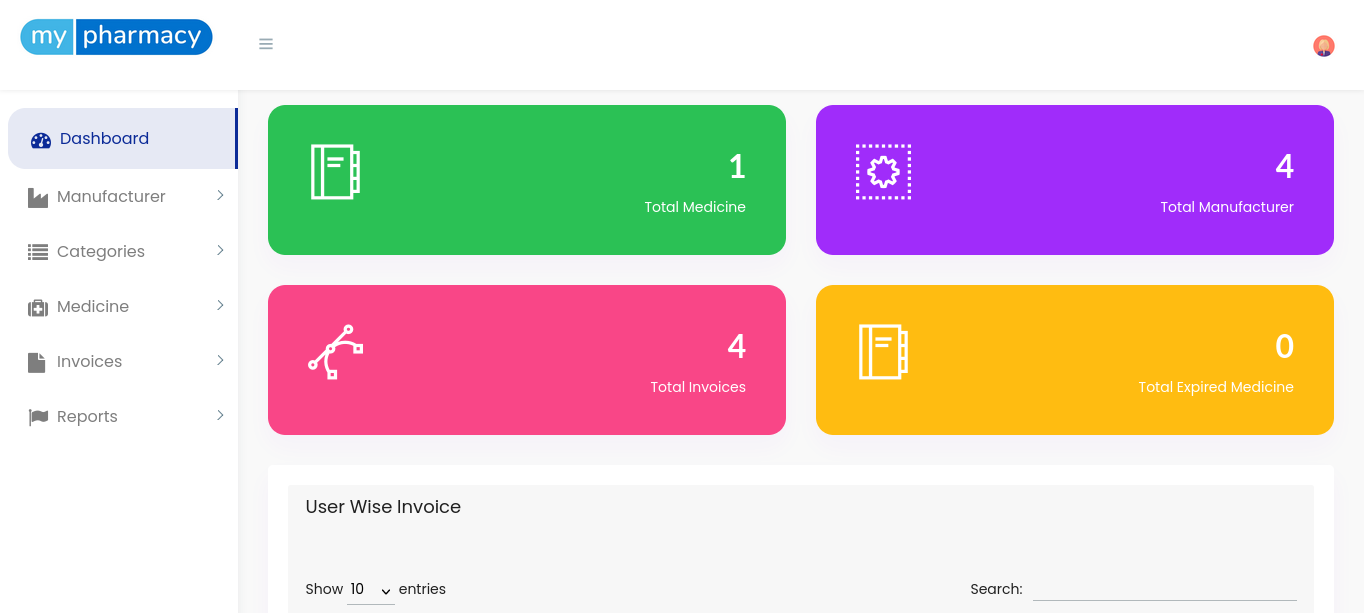 my pharmacy
Dashboard
Manufacturer
Categories
Medicine
Invoices
Reports
1
Total Medicine
4
Total Manufacturer
4
Total Invoices
0
Total Expired Medicine
User Wise Invoice
Show 10 entries
Search: